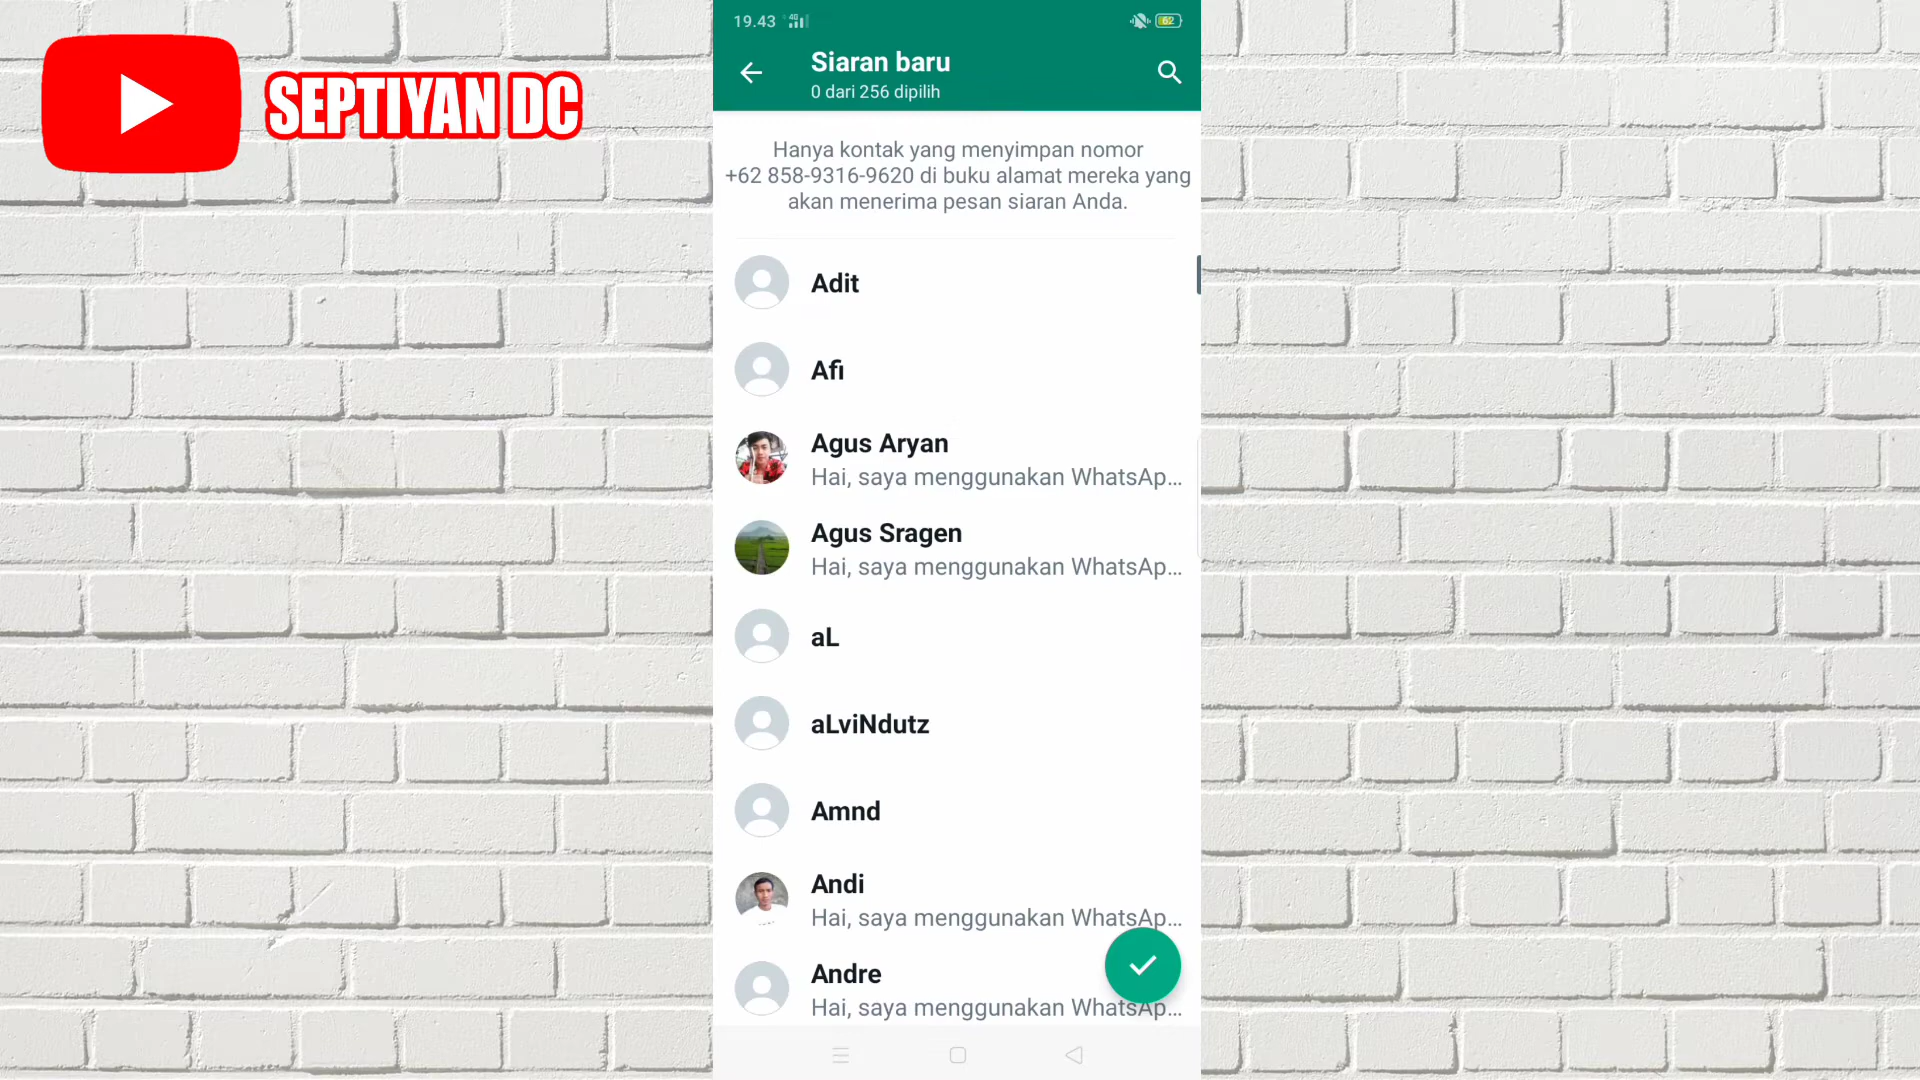 SEPTIYAN DC
19.43 4G 62
Siaran baru
0 dari 256 dipilih
Hanya kontak yang menyimpan nomor
+62 858-9316-9620 di buku alamat mereka yang
akan menerima pesan siaran Anda.
Adit
Afi
Agus Aryan
Hai, saya menggunakan WhatsAp...
Agus Sragen
Hai, saya menggunakan WhatsAp...
aL
aLviNdutz
Amnd
Andi
Hai, saya menggunakan WhatsAp...
Andre
Hai, saya menggunakan WhatsAp...